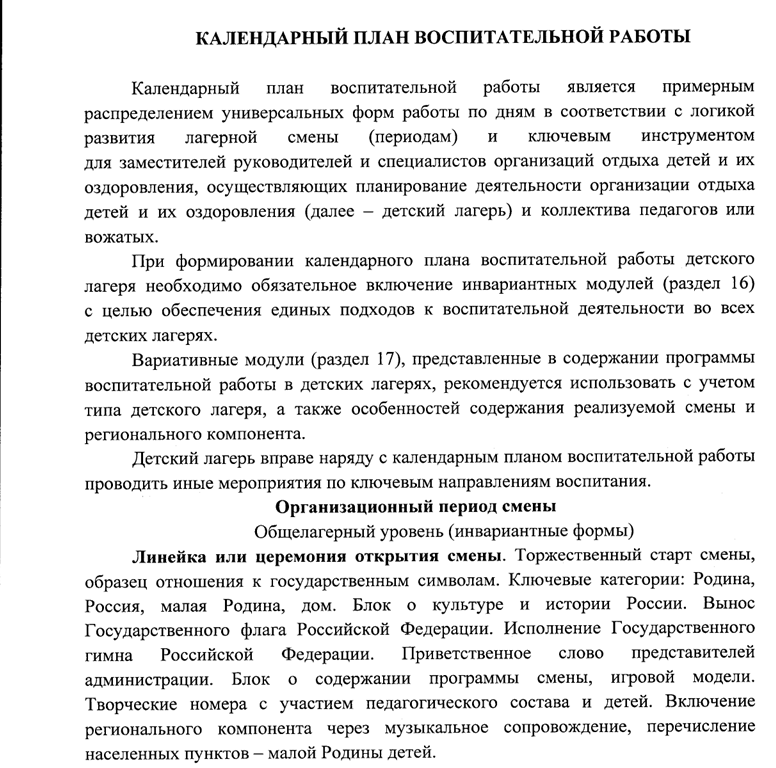 КАЛЕНДАРНЫЙ ПЛАН ВОСПИТАТЕЛЬНОЙ РАБОТЫ
Календарный план воспитательной работы является примерным
распределением универсальных форм работы по дням в соответствии с логикой
развития лагерной смены (периодам) и ключевым инструментом
для заместителей руководителей и специалистов организаций отдыха детей и их
оздоровления, осуществляющих планирование деятельности организации отдыха
детей и их оздоровления (далее – детский лагерь) и коллектива педагогов или
вожатых.
При формировании календарного плана воспитательной работы детского
лагеря необходимо обязательное включение инвариантных модулей (раздел 16)
с целью обеспечения единых подходов к воспитательной деятельности во всех
детских лагерях.
Вариативные модули (раздел 17), представленные в содержании программы
воспитательной работы в детских лагерях, рекомендуется использовать с учетом
типа детского лагеря, а также особенностей содержания реализуемой смены и
регионального компонента.
Детский лагерь вправе наряду с календарным планом воспитательной работы
проводить иные мероприятия по ключевым направлениям воспитания.
Организационный период смены
Общелагерный уровень (инвариантные формы)
Линейка или церемония открытия смены. Торжественный старт смены,
образец отношения к государственным символам. Ключевые категории: Родина,
Россия, малая Родина, дом. Блок о культуре и истории России. Вынос
Государственного флага Российской Федерации. Исполнение Государственного
гимна Российской Федерации. Приветственное слово представителей
администрации. Блок о содержании программы смены, игровой модели.
Творческие номера с участием педагогического состава и детей. Включение
регионального компонента через музыкальное сопровождение, перечисление
населенных пунктов – малой Родины детей.